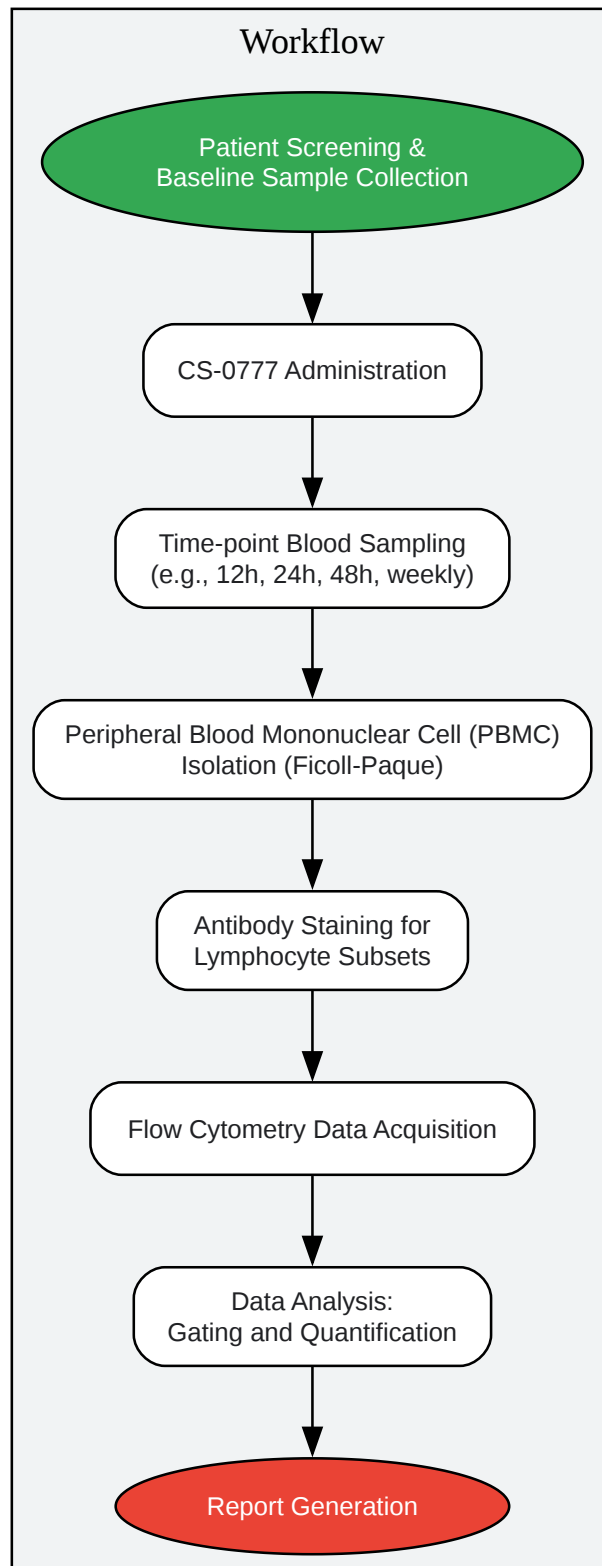 Workflow
Patient Screening &
Baseline Sample Collection
CS-0777 Administration
Time-point Blood Sampling
(e.g., 12h, 24h, 48h, weekly)
Peripheral Blood Mononuclear Cell (PBMC)
Isolation (Ficoll-Paque)
Antibody Staining for
Lymphocyte Subsets
Flow Cytometry Data Acquisition
Data Analysis:
Gating and Quantification
Report Generation